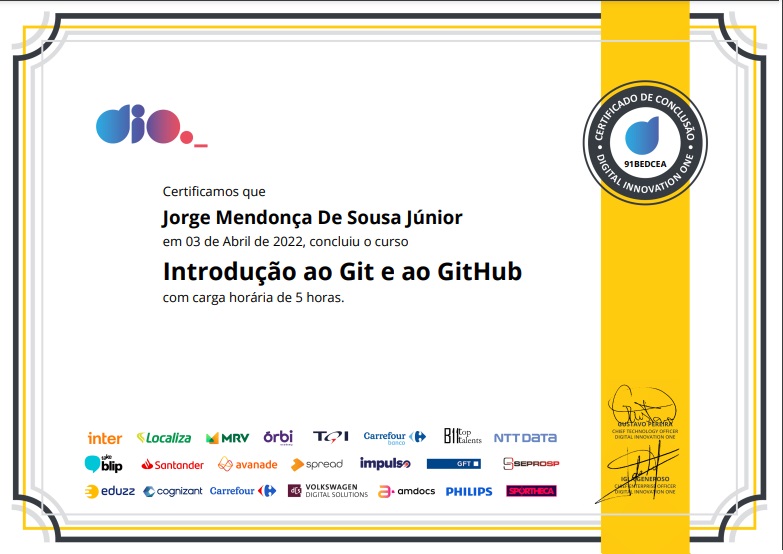 dio._
CERTIFICADO DE CONCLUSÃO
91BEDCEA
DIGITAL INNOVATION ONE
Certificamos que
Jorge Mendonça De Sousa Júnior
em 03 de Abril de 2022, concluiu o curso
Introdução ao Git e ao GitHub
com carga horária de 5 horas.
inter Localiza MRV órbi TQI Carrefour banco B11 top talents NTT DATA
take blip Santander avanade spread impulso GFT SEPROSP
eduzz cognizant Carrefour VOLKSWAGEN DIGITAL SOLUTIONS amdocs PHILIPS SPORTHECA
GUSTAVO PEREIRA
CHIEF TECHNOLOGY OFFICER
DIGITAL INNOVATION ONE
GENEROSO
CHIEF ENTERPRISE OFFICER
DIGITAL INNOVATION ONE